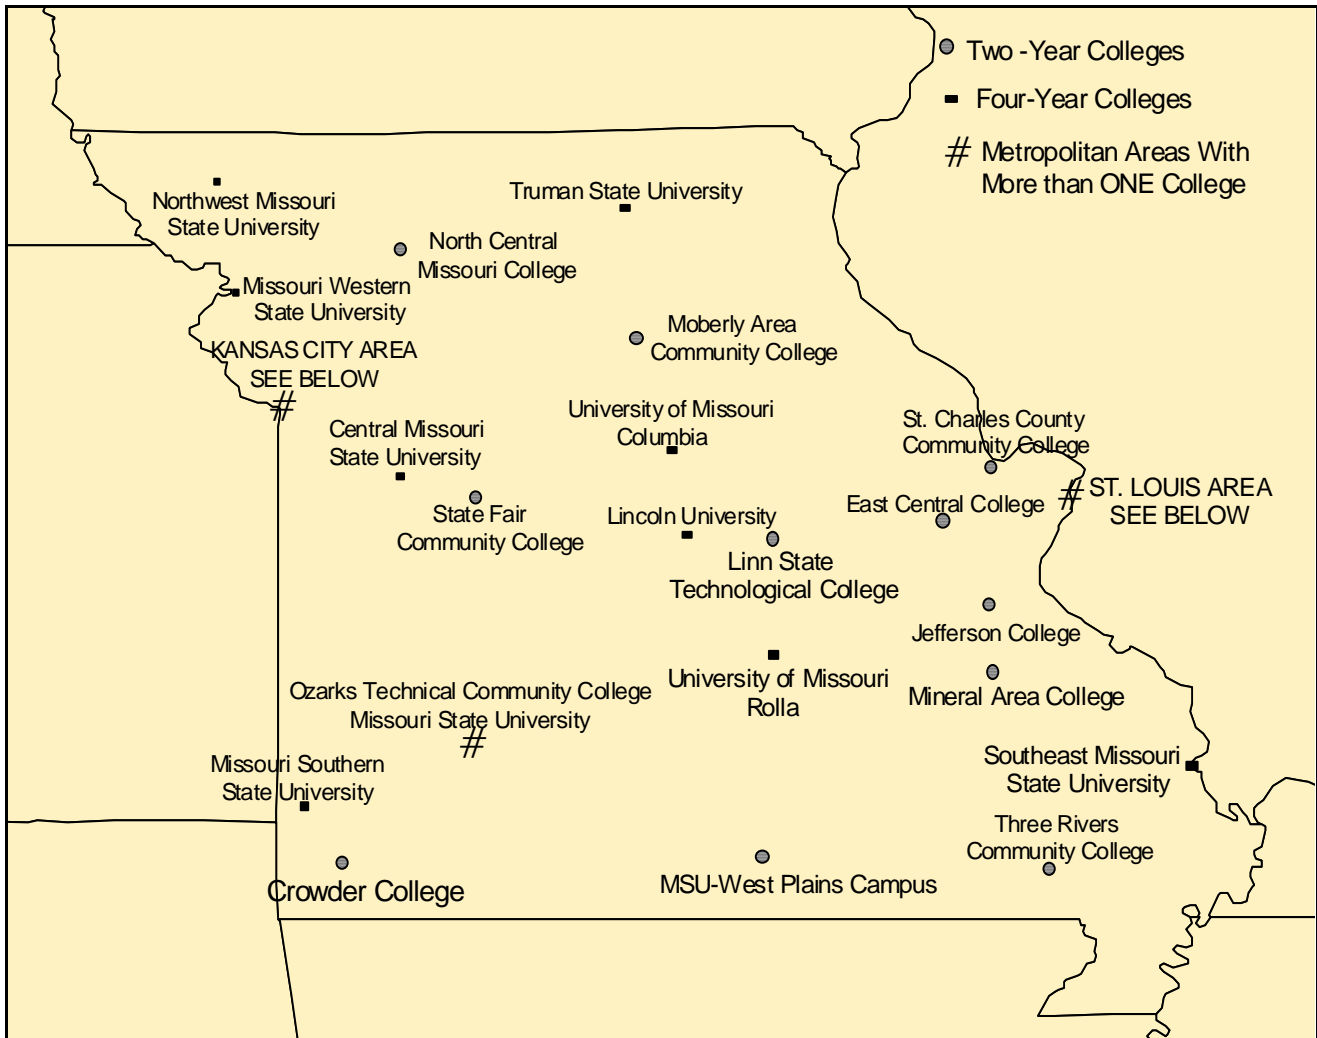 Two -Year Colleges
Four-Year Colleges
# Metropolitan Areas With
More than ONE College
Northwest Missouri
State University
Truman State University
North Central
Missouri College
Missouri Western
State University
Moberly Area
Community College
KANSAS CITY AREA
SEE BELOW
#
University of Missouri
Columbia
St. Charles County
Community College
Central Missouri
State University
State Fair
Community College
East Central College
# ST. LOUIS AREA
SEE BELOW
Lincoln University
Linn State
Technological College
Jefferson College
University of Missouri
Rolla
Mineral Area College
Ozarks Technical Community College
Missouri State University
#
Southeast Missouri
State University
Missouri Southern
State University
Three Rivers
Community College
Crowder College
MSU-West Plains Campus